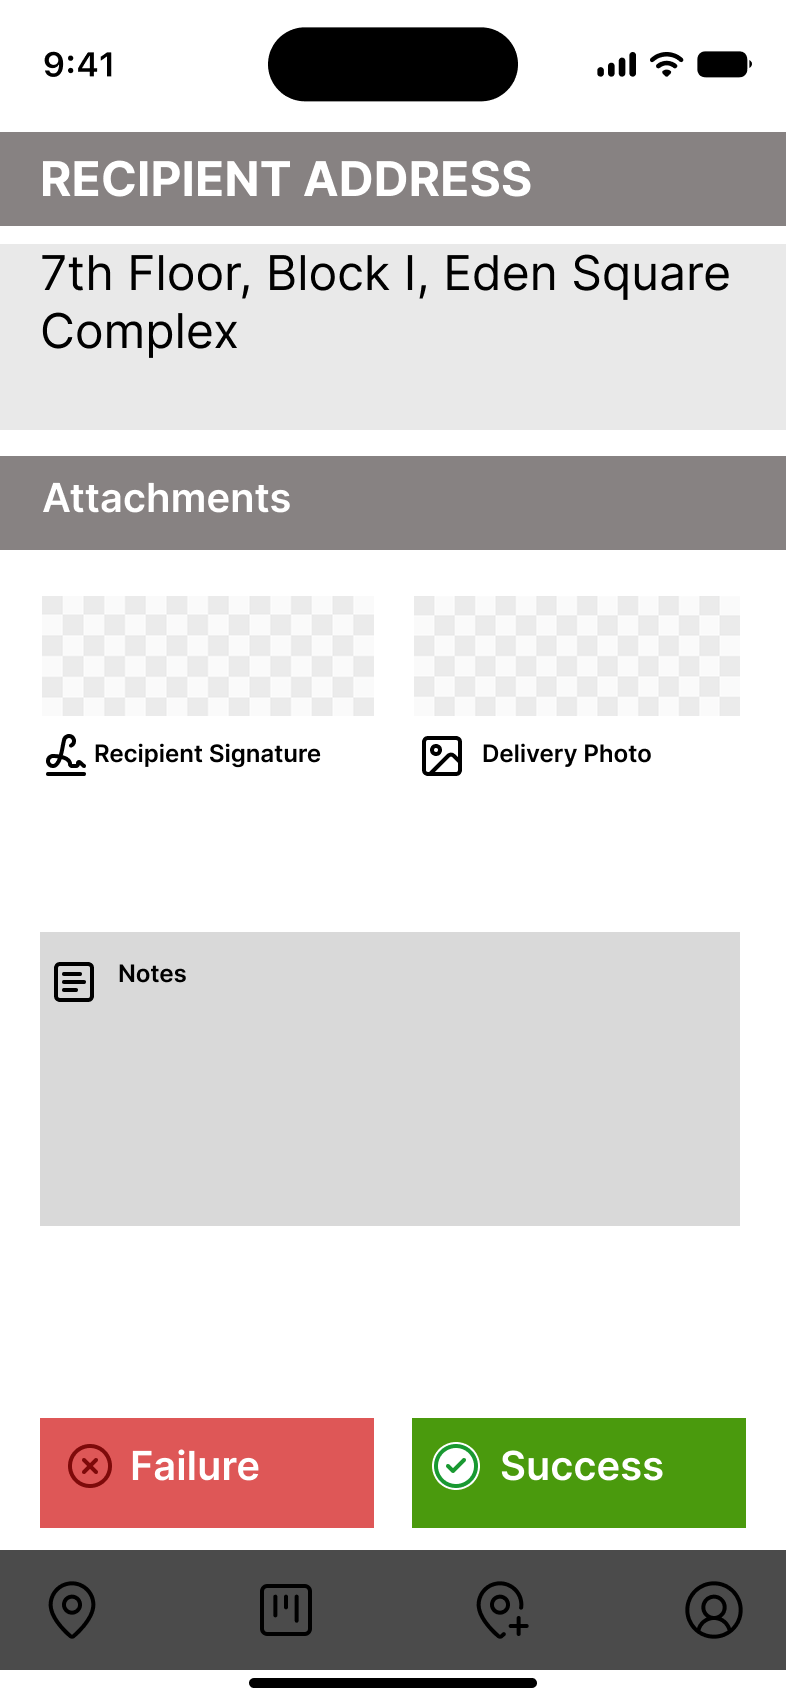 9:41
RECIPIENT ADDRESS
7th Floor, Block I, Eden Square
Complex
Attachments
Recipient Signature
Delivery Photo
Notes
Failure
Success